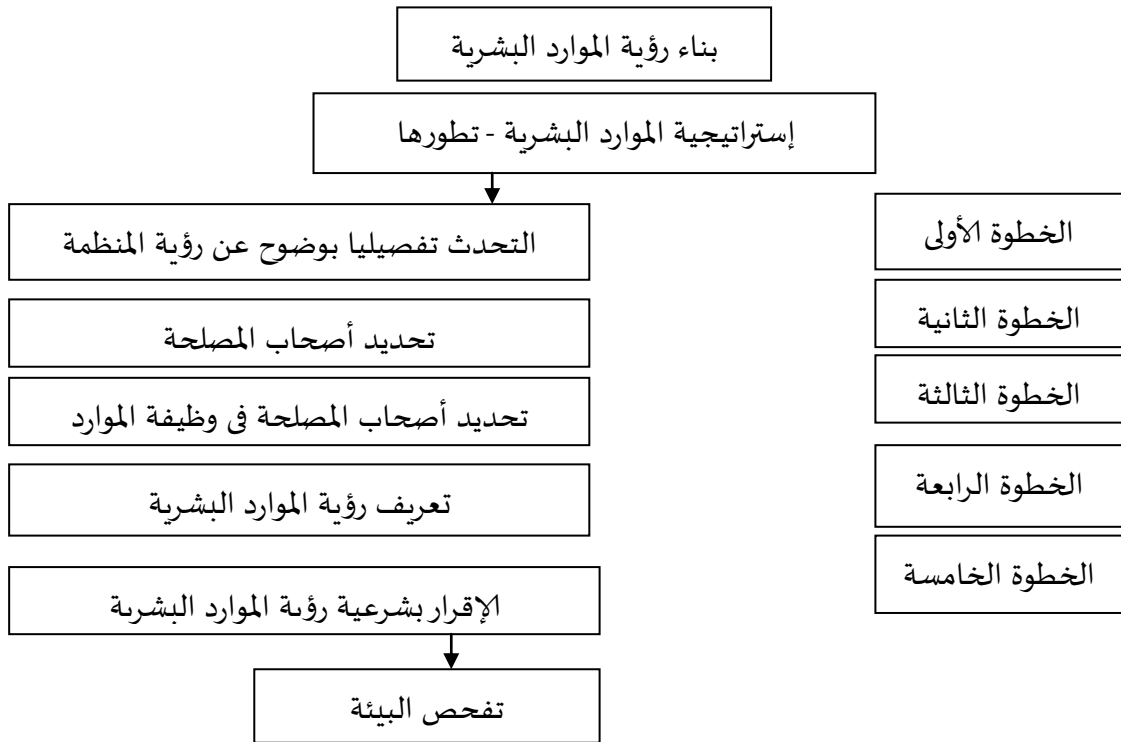 بناء رؤية الموارد البشرية
إستراتيجية الموارد البشرية - تطورها
الخطوة الأولى
التحدث تفصيليا بوضوح عن رؤية المنظمة
الخطوة الثانية
تحديد أصحاب المصلحة
الخطوة الثالثة
تحديد أصحاب المصلحة فى وظيفة الموارد
الخطوة الرابعة
تعريف رؤية الموارد البشرية
الخطوة الخامسة
الإقرار بشرعية رؤية الموارد البشرية
تفحص البيئة